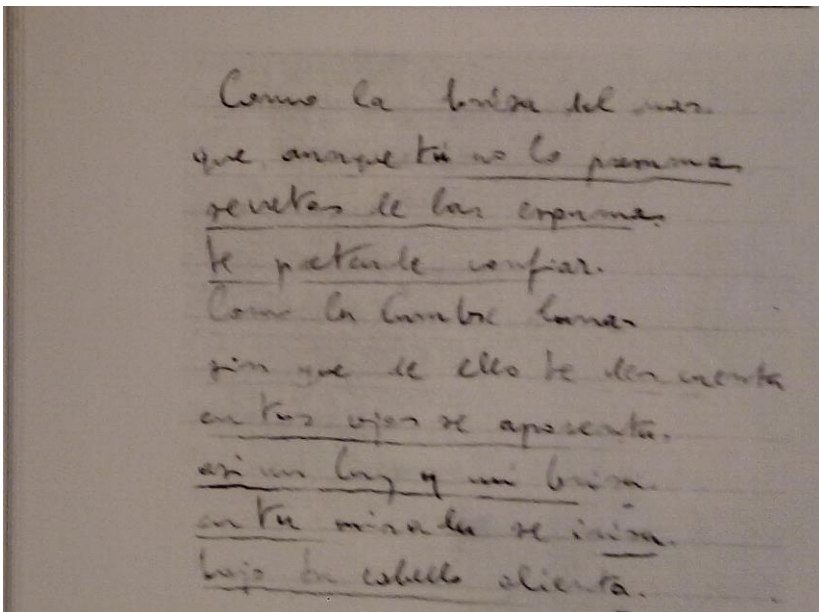 Como la brisa del mar
que aunque tú no lo presumas
secretos de las espumas
te pretende confiar.
Como la lumbre lunar
sin que de ello te des cuenta
en tus ojos se aposenta.
así mi luz y mi brisa
en tu mirada se irisa.
bajo tu cabello alienta.